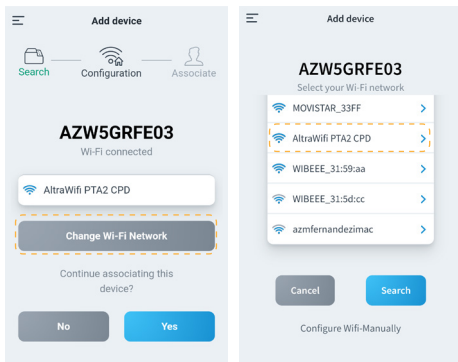 Add device
Search
Configuration
Associate
AZW5GRFE03
Wi-Fi connected
AltraWifi PTA2 CPD
Change Wi-Fi Network
Continue associating this
device?
No
Yes
Add device
AZW5GRFE03
Select your Wi-Fi network
MOVISTAR_33FF
AltraWifi PTA2 CPD
WIBEEE_31:59:aa
WIBEEE_31:5d:cc
azmfernandezimac
Cancel
Search
Configure Wifi-Manually